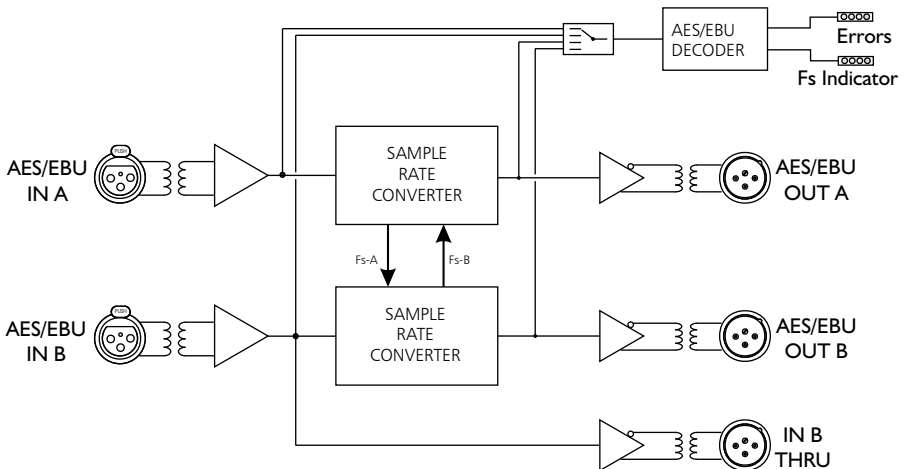 AES/EBU
DECODER
Errors
Fs Indicator
PUSH
AES/EBU
IN A
SAMPLE
RATE
CONVERTER
AES/EBU
OUT A
Fs-A
Fs-B
PUSH
AES/EBU
IN B
SAMPLE
RATE
CONVERTER
AES/EBU
OUT B
IN B
THRU